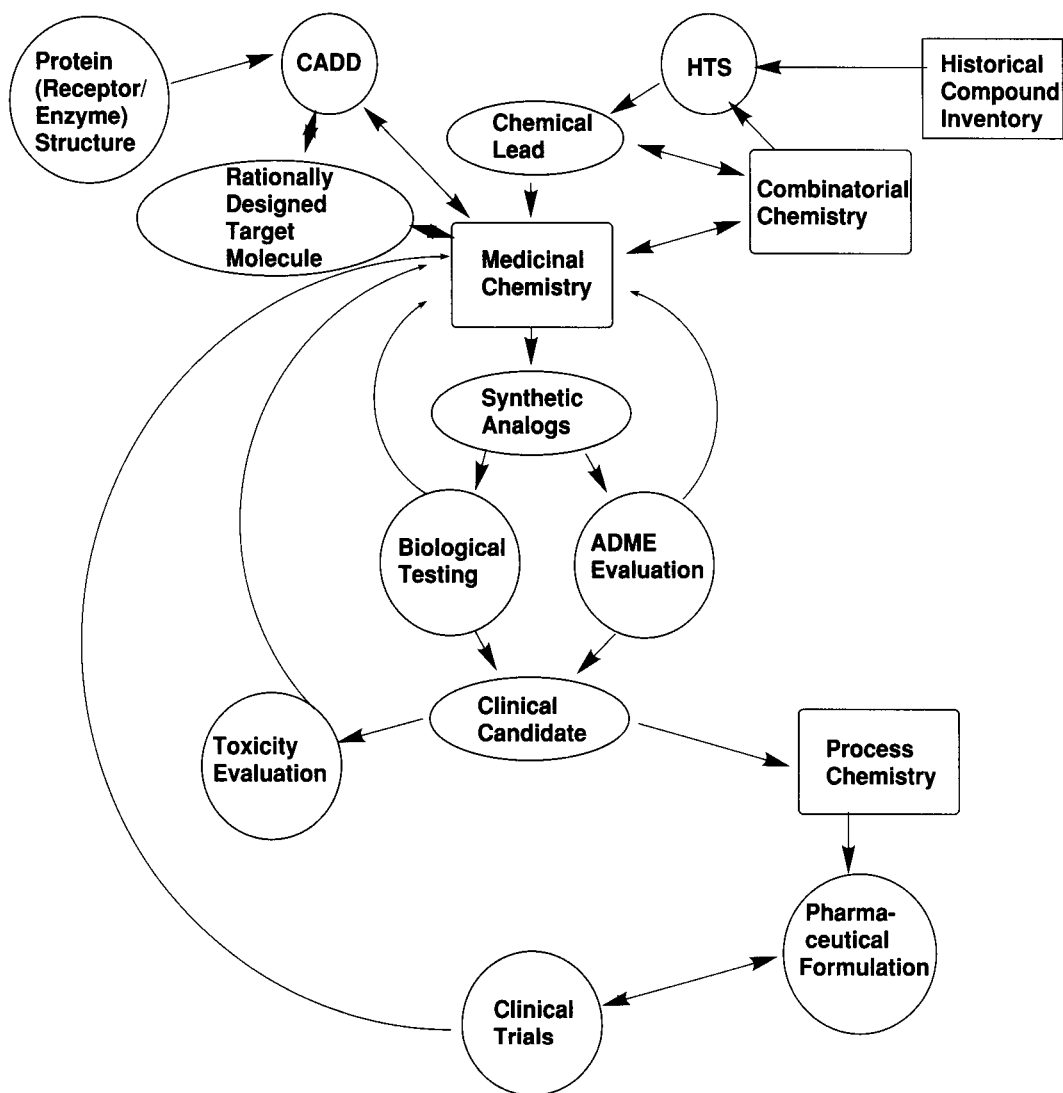 Protein
(Receptor/
Enzyme)
Structure
CADD
HTS
Historical
Compound
Inventory
Chemical
Lead
Rationally
Designed
Target
Molecule
Combinatorial
Chemistry
Medicinal
Chemistry
Synthetic
Analogs
Biological
Testing
ADME
Evaluation
Clinical
Candidate
Toxicity
Evaluation
Process
Chemistry
Pharma-
ceutical
Formulation
Clinical
Trials